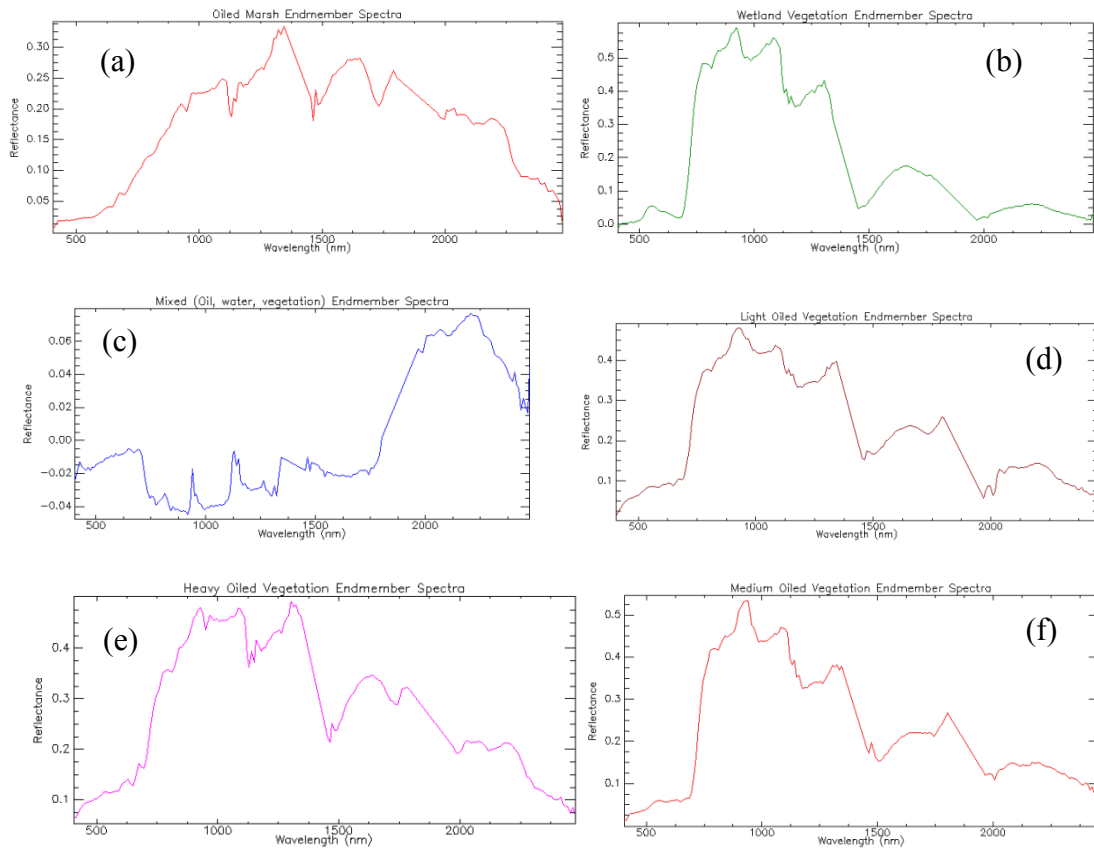 Oiled Marsh Endmember Spectra
(a)
Reflectance
0.30
0.25
0.20
0.15
0.10
0.05
500 1000 1500 2000
Wavelength (nm)
Wetland Vegetation Endmember Spectra
(b)
Reflectance
0.5
0.4
0.3
0.2
0.1
0.0
500 1000 1500 2000
Wavelength (nm)
Mixed (Oil, water, vegetation) Endmember Spectra
(c)
Reflectance
0.06
0.04
0.02
0.00
−0.02
−0.04
500 1000 1500 2000
Wavelength (nm)
Light Oiled Vegetation Endmember Spectra
(d)
Reflectance
0.4
0.3
0.2
0.1
500 1000 1500 2000
Wavelength (nm)
Heavy Oiled Vegetation Endmember Spectra
(e)
Reflectance
0.4
0.3
0.2
0.1
500 1000 1500 2000
Wavelength (nm)
Medium Oiled Vegetation Endmember Spectra
(f)
Reflectance
0.5
0.4
0.3
0.2
0.1
500 1000 1500 2000
Wavelength (nm)